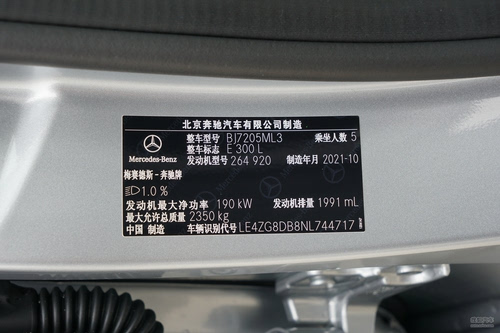 北京奔驰汽车有限公司制造
整车型号 BJ7205ML3 乘坐人数 5
整车标志 E 300 L
发动机型号 264 920 制造年月 2021-10
Mercedes-Benz
梅赛德斯-奔驰牌
1.0 %
发动机最大净功率 190 kW 发动机排量 1991 mL
最大允许总质量 2350 kg
中国 制造 车辆识别代号 LE4ZG8DB8NL744717